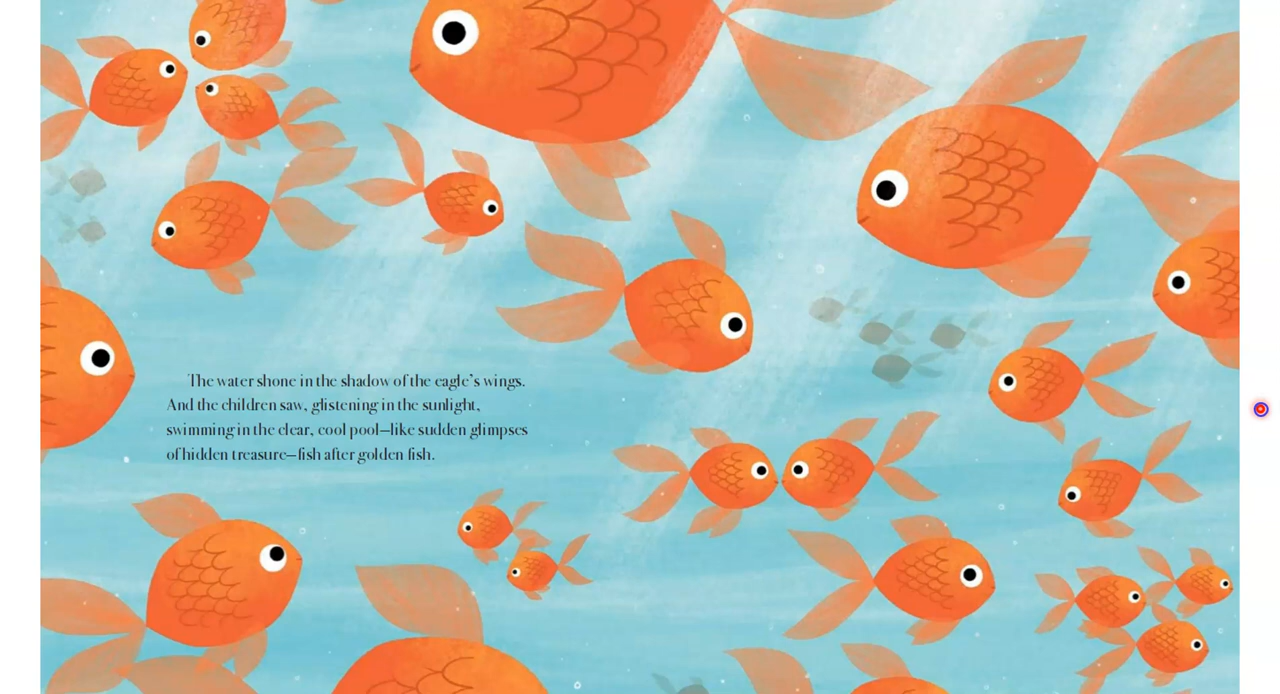 The water shone in the shadow of the eagle’s wings.
And the children saw, glistening in the sunlight,
swimming in the clear, cool pool—like sudden glimpses
of hidden treasure—fish after golden fish.